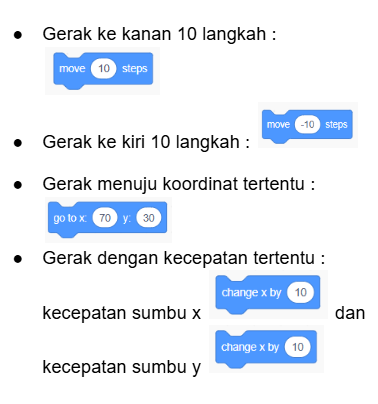 ● Gerak ke kanan 10 langkah :
move 10 steps
● Gerak ke kiri 10 langkah : move -10 steps
● Gerak menuju koordinat tertentu :
go to x: 70 y: 30
● Gerak dengan kecepatan tertentu :
kecepatan sumbu x change x by 10 dan
kecepatan sumbu y change x by 10